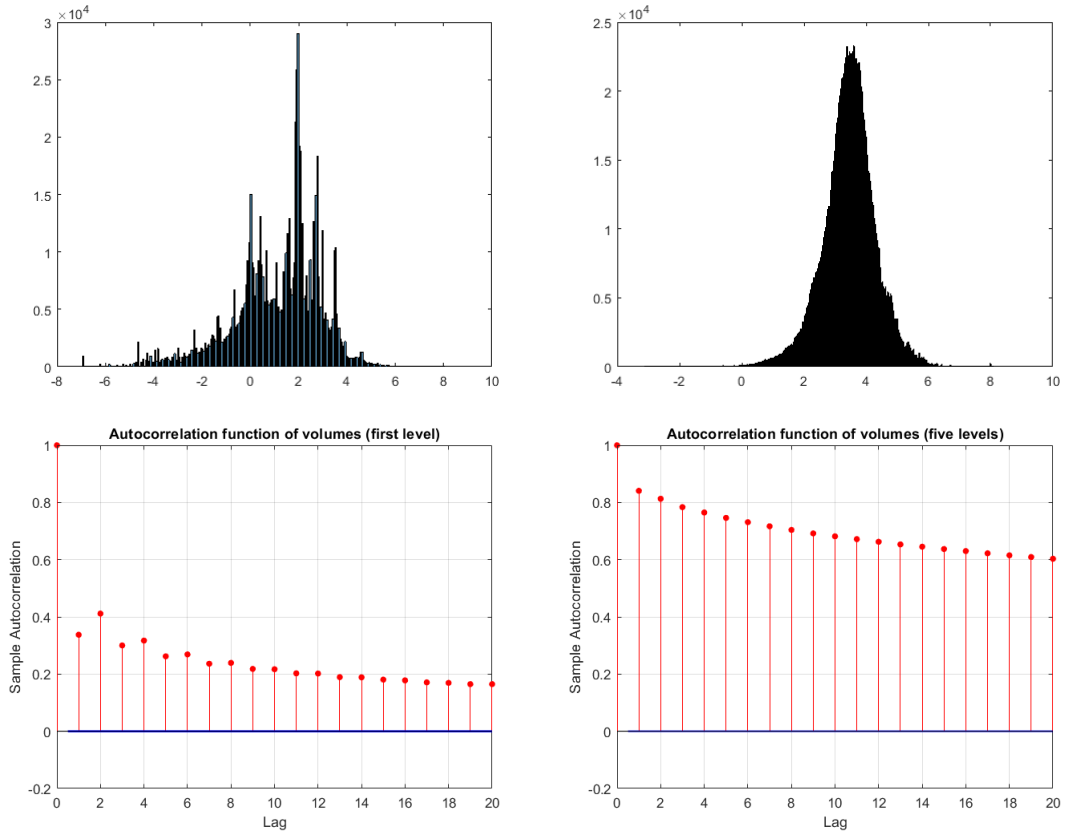 ×10⁴
3
2.5
2
1.5
1
0.5
0
-8 -6 -4 -2 0 2 4 6 8 10
×10⁴
2.5
2
1.5
1
0.5
0
-4 -2 0 2 4 6 8 10
Autocorrelation function of volumes (first level)
Sample Autocorrelation
1
0.8
0.6
0.4
0.2
0
-0.2
0 2 4 6 8 10 12 14 16 18 20
Lag
Autocorrelation function of volumes (five levels)
Sample Autocorrelation
1
0.8
0.6
0.4
0.2
0
-0.2
0 2 4 6 8 10 12 14 16 18 20
Lag